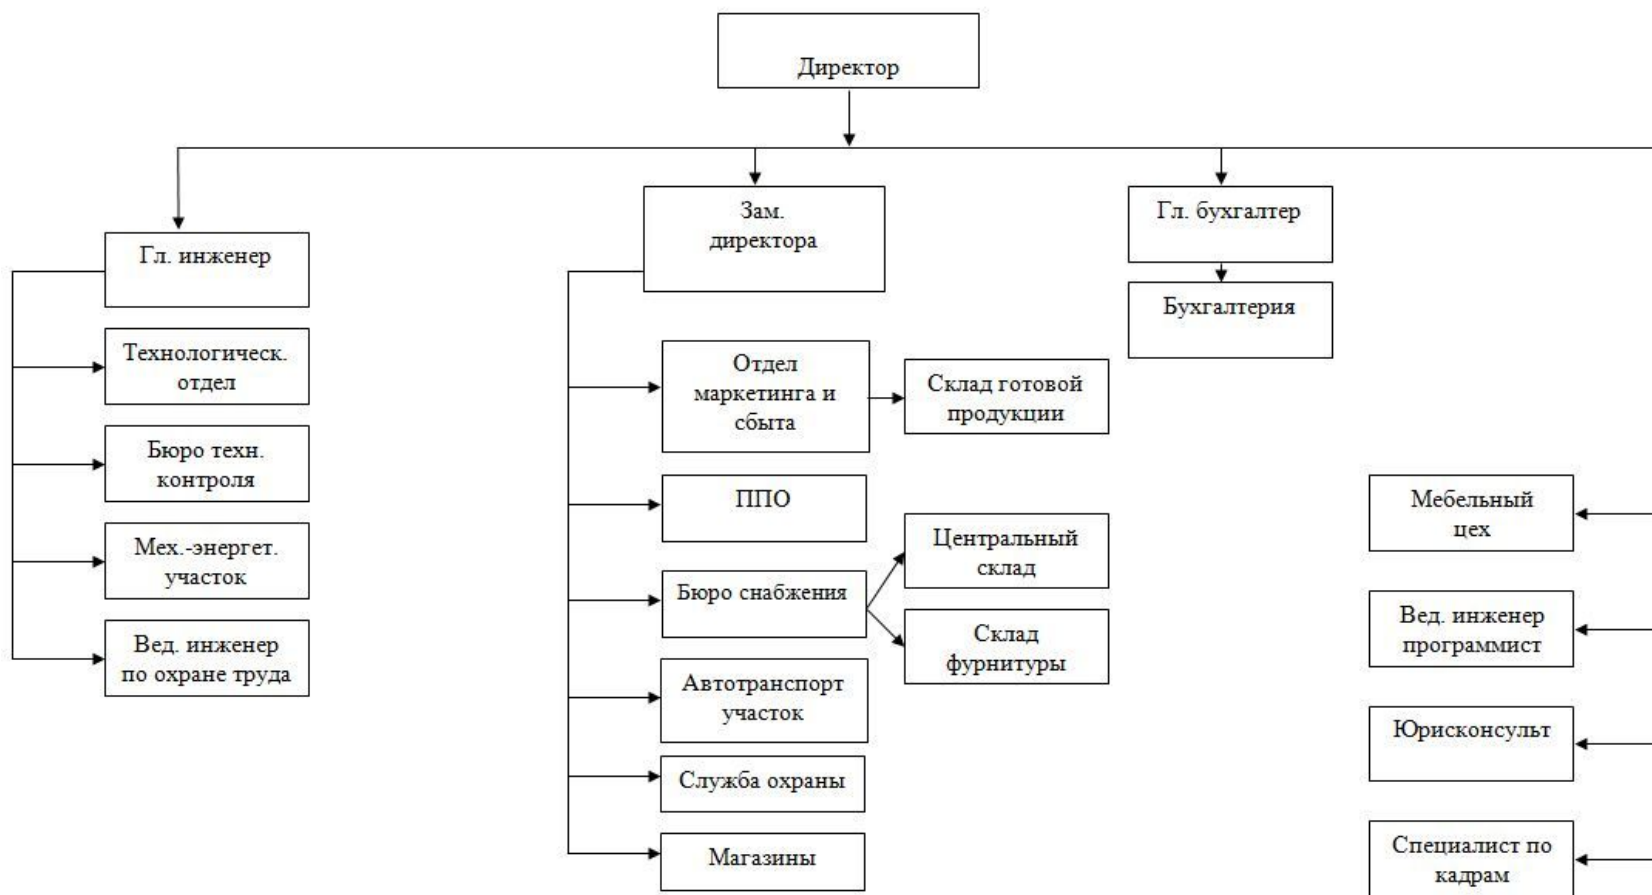 Директор
Гл. инженер
Технологическ.
отдел
Бюро техн.
контроля
Мех.-энергет.
участок
Вед. инженер
по охране труда
Зам.
директора
Отдел
маркетинга и
сбыта
Склад готовой
продукции
ППО
Бюро снабжения
Центральный
склад
Склад
фурнитуры
Автотранспорт
участок
Служба охраны
Магазины
Гл. бухгалтер
Бухгалтерия
Мебельный
цех
Вед. инженер
программист
Юрисконсульт
Специалист по
кадрам